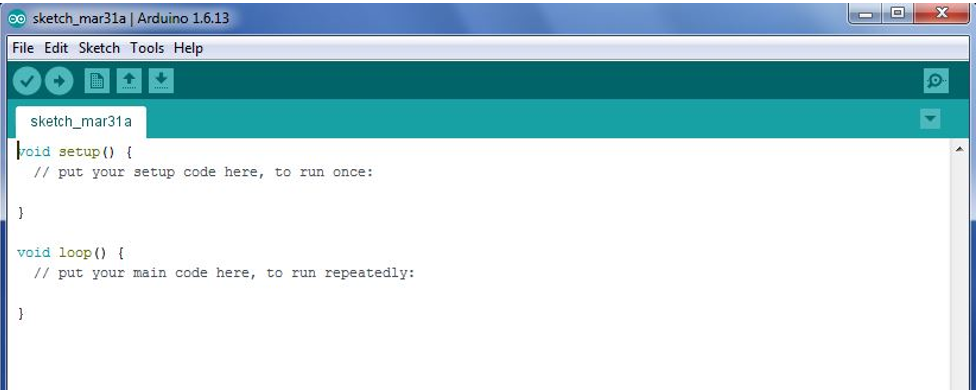 sketch_mar31a | Arduino 1.6.13
File Edit Sketch Tools Help
sketch_mar31a
void setup() {
  // put your setup code here, to run once:
}
void loop() {
  // put your main code here, to run repeatedly:
}